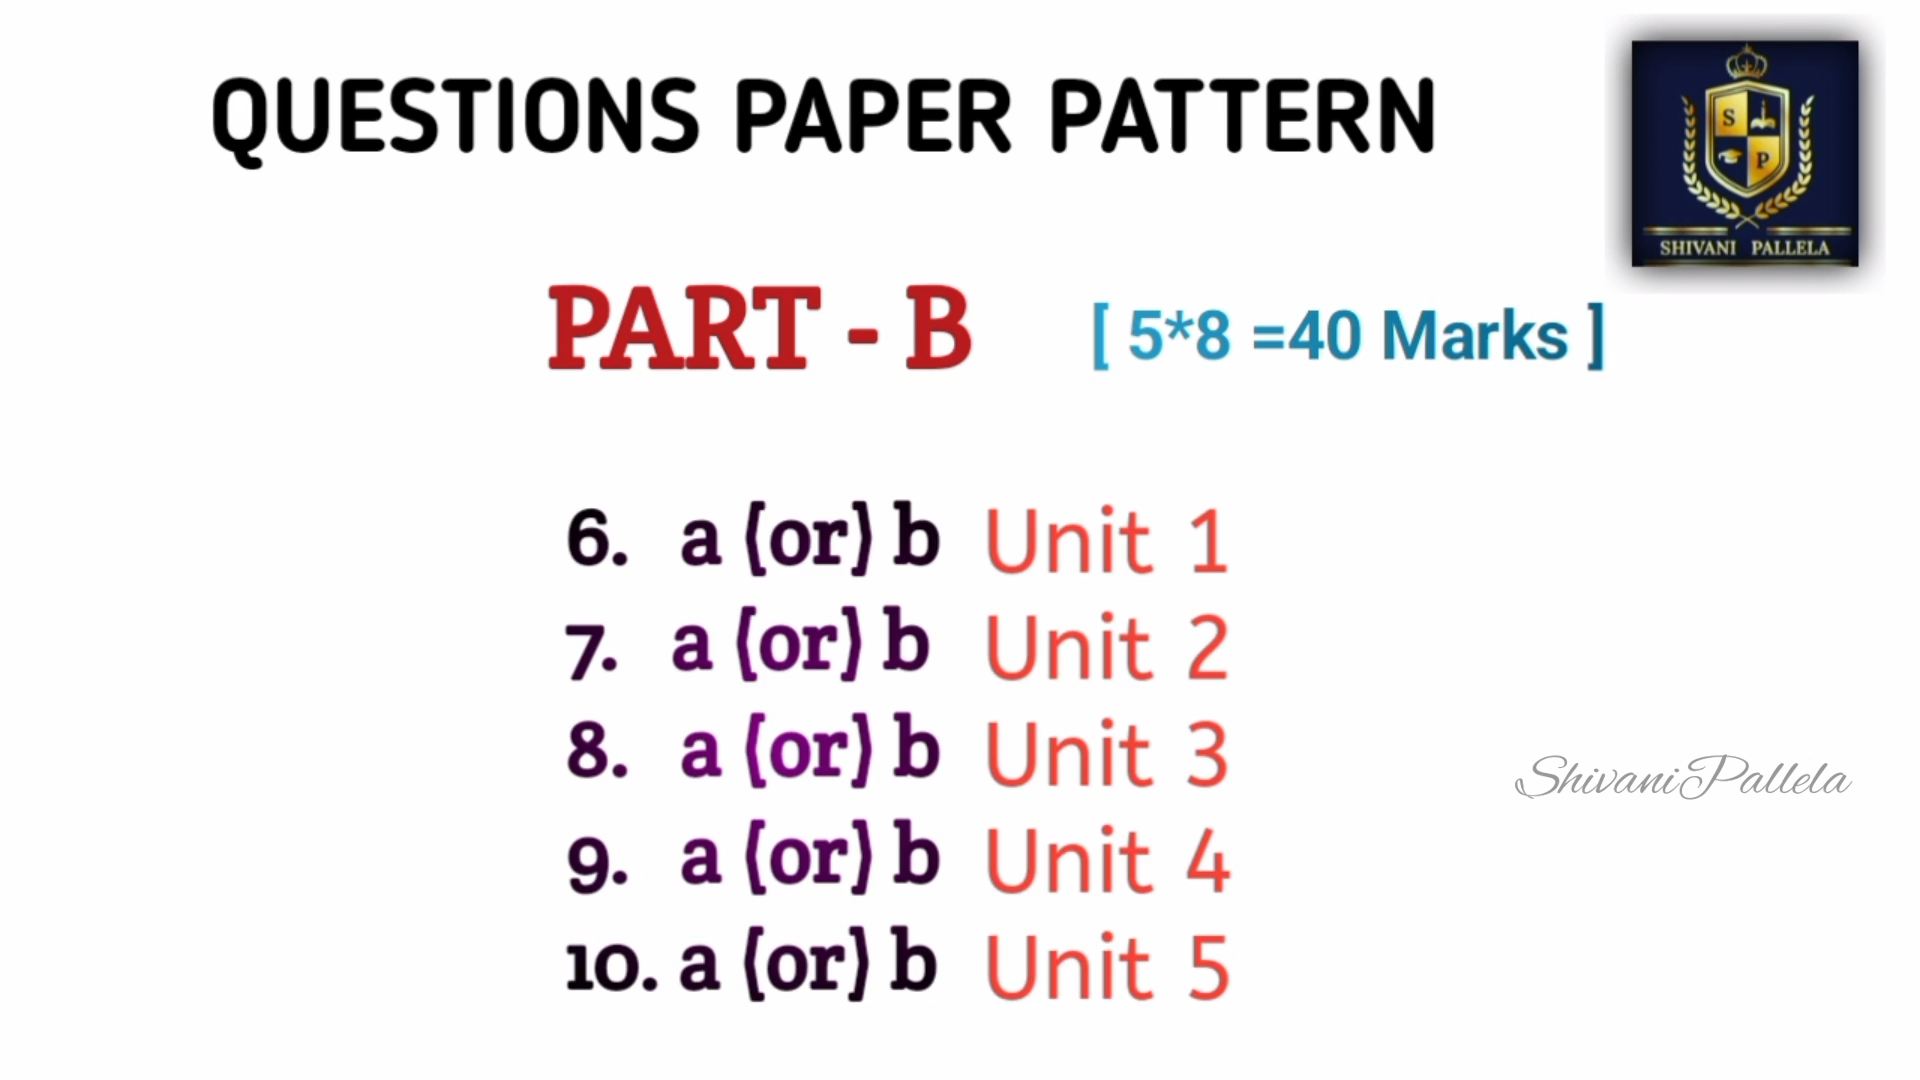 QUESTIONS PAPER PATTERN
S
P
SHIVANI PALLELA
PART - B [ 5*8 =40 Marks ]
6. a (or) b Unit 1
7. a (or) b Unit 2
8. a (or) b Unit 3
ShivaniPallela
9. a (or) b Unit 4
10. a (or) b Unit 5